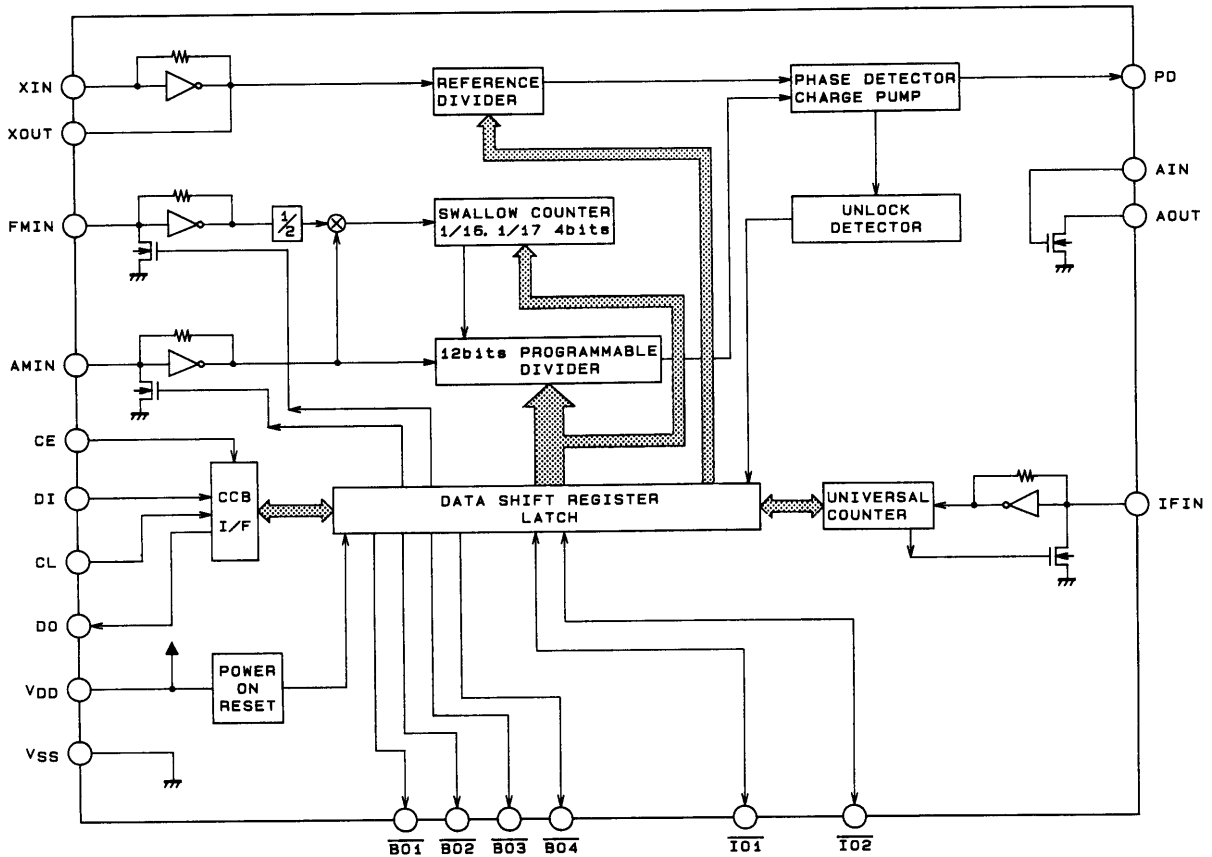 XIN
XOUT
FMIN
AMIN
CE
DI
CL
DO
VDD
VSS
REFERENCE
DIVIDER
PHASE DETECTOR
CHARGE PUMP
PD
AIN
AOUT
1/2
SWALLOW COUNTER
1/16, 1/17 4bits
UNLOCK
DETECTOR
12bits PROGRAMMABLE
DIVIDER
CCB
I/F
DATA SHIFT REGISTER
LATCH
UNIVERSAL
COUNTER
IFIN
POWER
ON
RESET
BO1 BO2 BO3 BO4 IO1 IO2